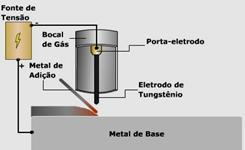 Fonte de
Tensão
-
Bocal
de Gás
Porta-eletrodo
Metal de
Adição
+
Eletrodo de
Tungstênio
Metal de Base